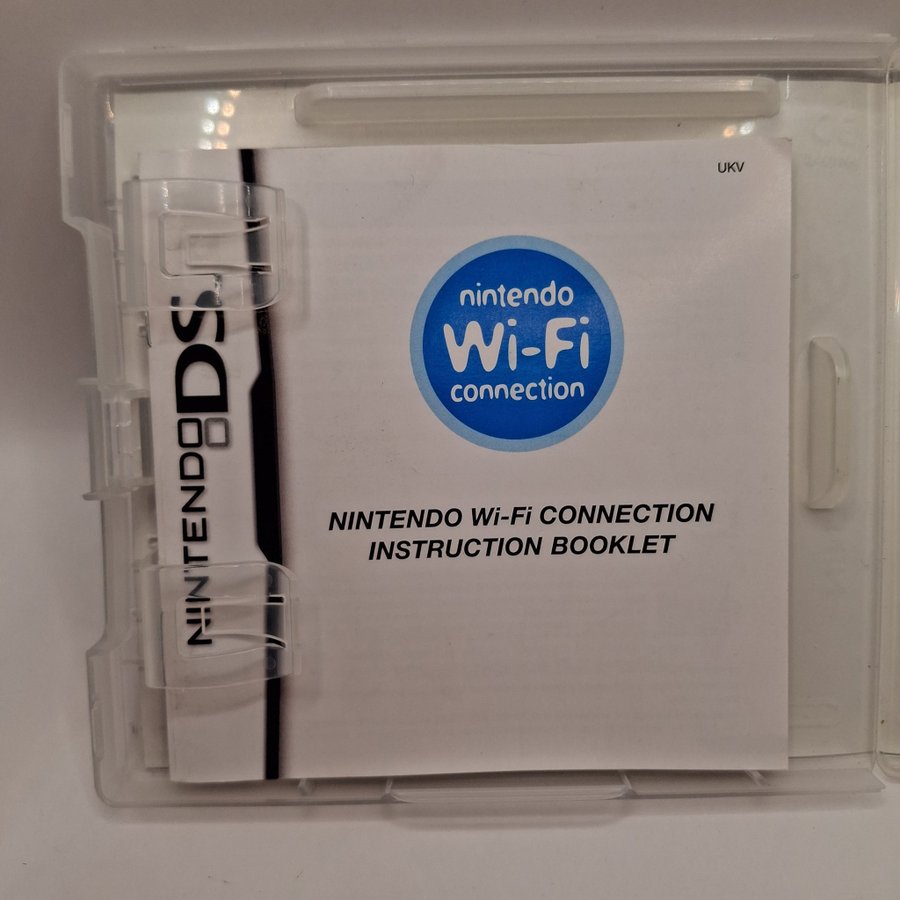 UKV
nintendo
Wi-Fi
connection
NINTENDO Wi-Fi CONNECTION
INSTRUCTION BOOKLET
NINTENDO DS